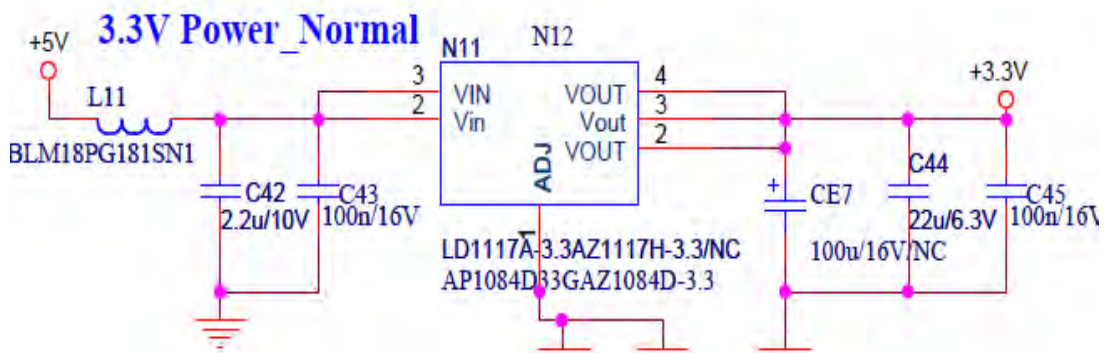 3.3V Power_Normal
+5V
L11
BLM18PG181SN1
C42
2.2u/10V
C43
100n/16V
N11
N12
3
2
VIN
Vin
ADJ
1
VOUT
Vout
VOUT
4
3
2
LD1117A-3.3AZ1117H-3.3/NC
AP1084D33GAZ1084D-3.3
+3.3V
+
CE7
100u/16V/NC
C44
22u/6.3V
C45
100n/16V